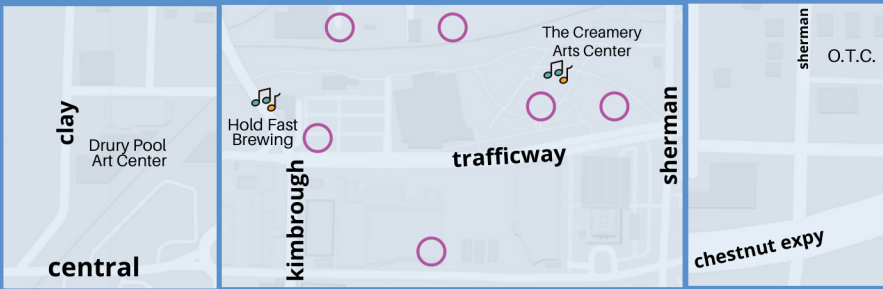 clay
Drury Pool
Art Center
central
Hold Fast
Brewing
kimbrough
The Creamery
Arts Center
trafficway
sherman
sherman
O.T.C.
chestnut expy